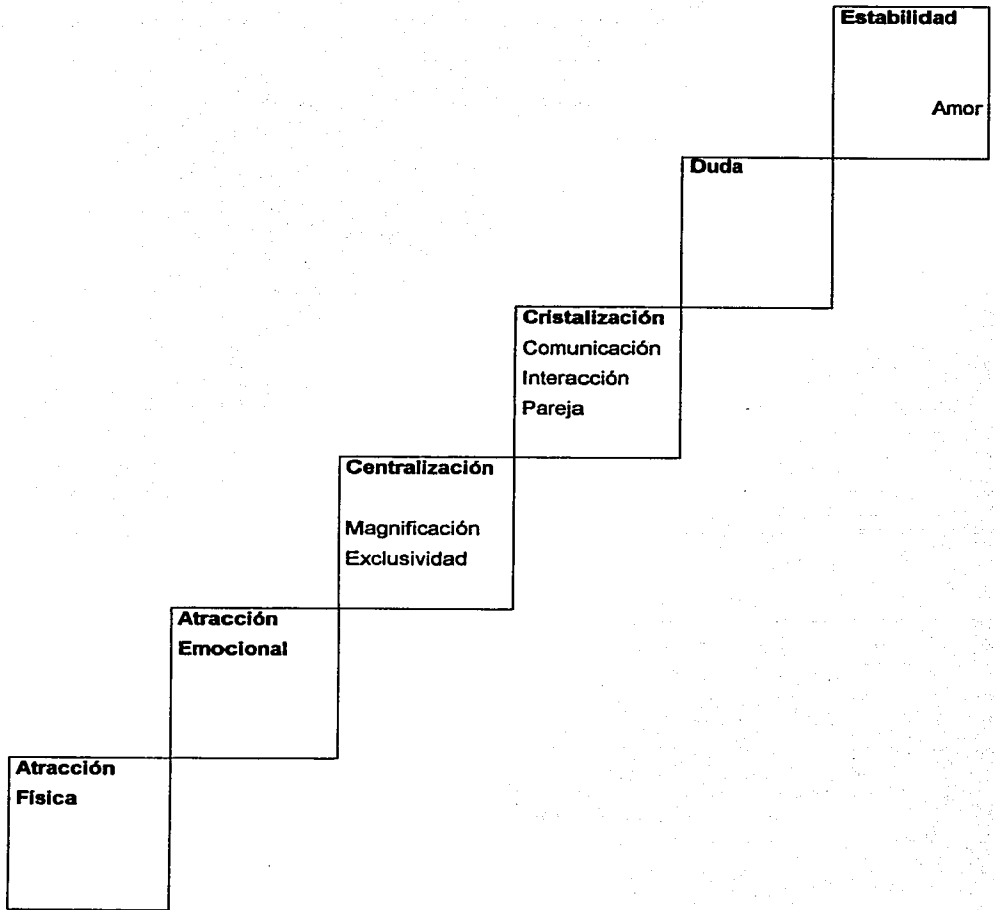 Estabilidad
Amor
Duda
Cristalización
Comunicación
Interacción
Pareja
Centralización
Magnificación
Exclusividad
Atracción
Emocional
Atracción
Física